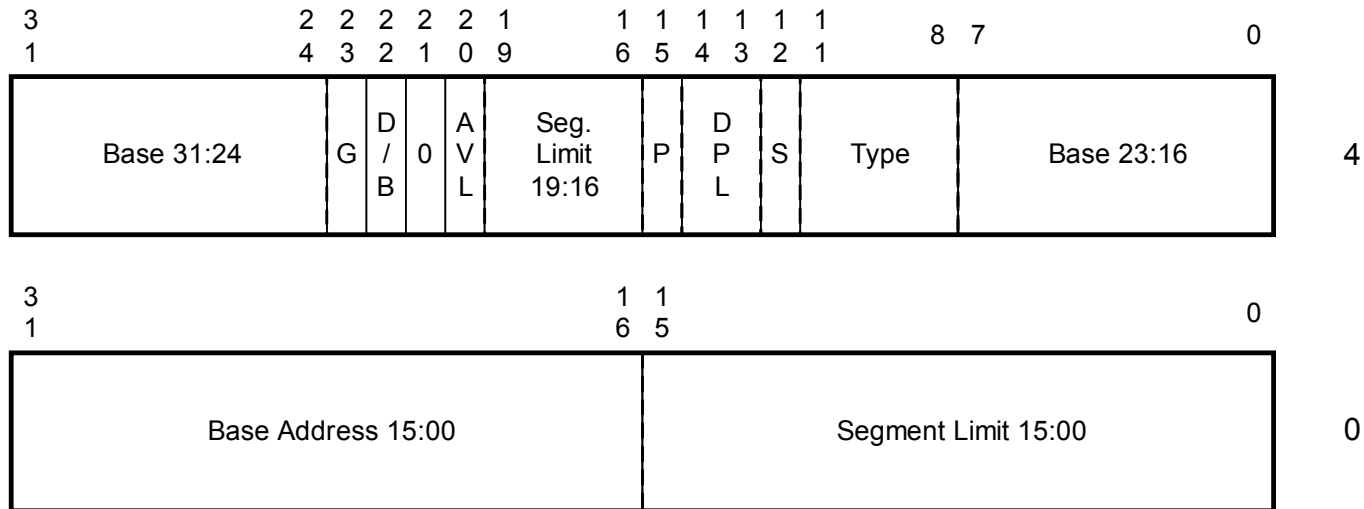 3 2 2 2 2 2 1 1 1 1 1 1 1 8 7 0
1 4 3 2 1 0 9 6 5 4 3 2 1
Base 31:24 G D/B 0 AVL Seg. Limit 19:16 P DPL S Type Base 23:16 4
3 1 1 0
1 6 5
Base Address 15:00 Segment Limit 15:00 0